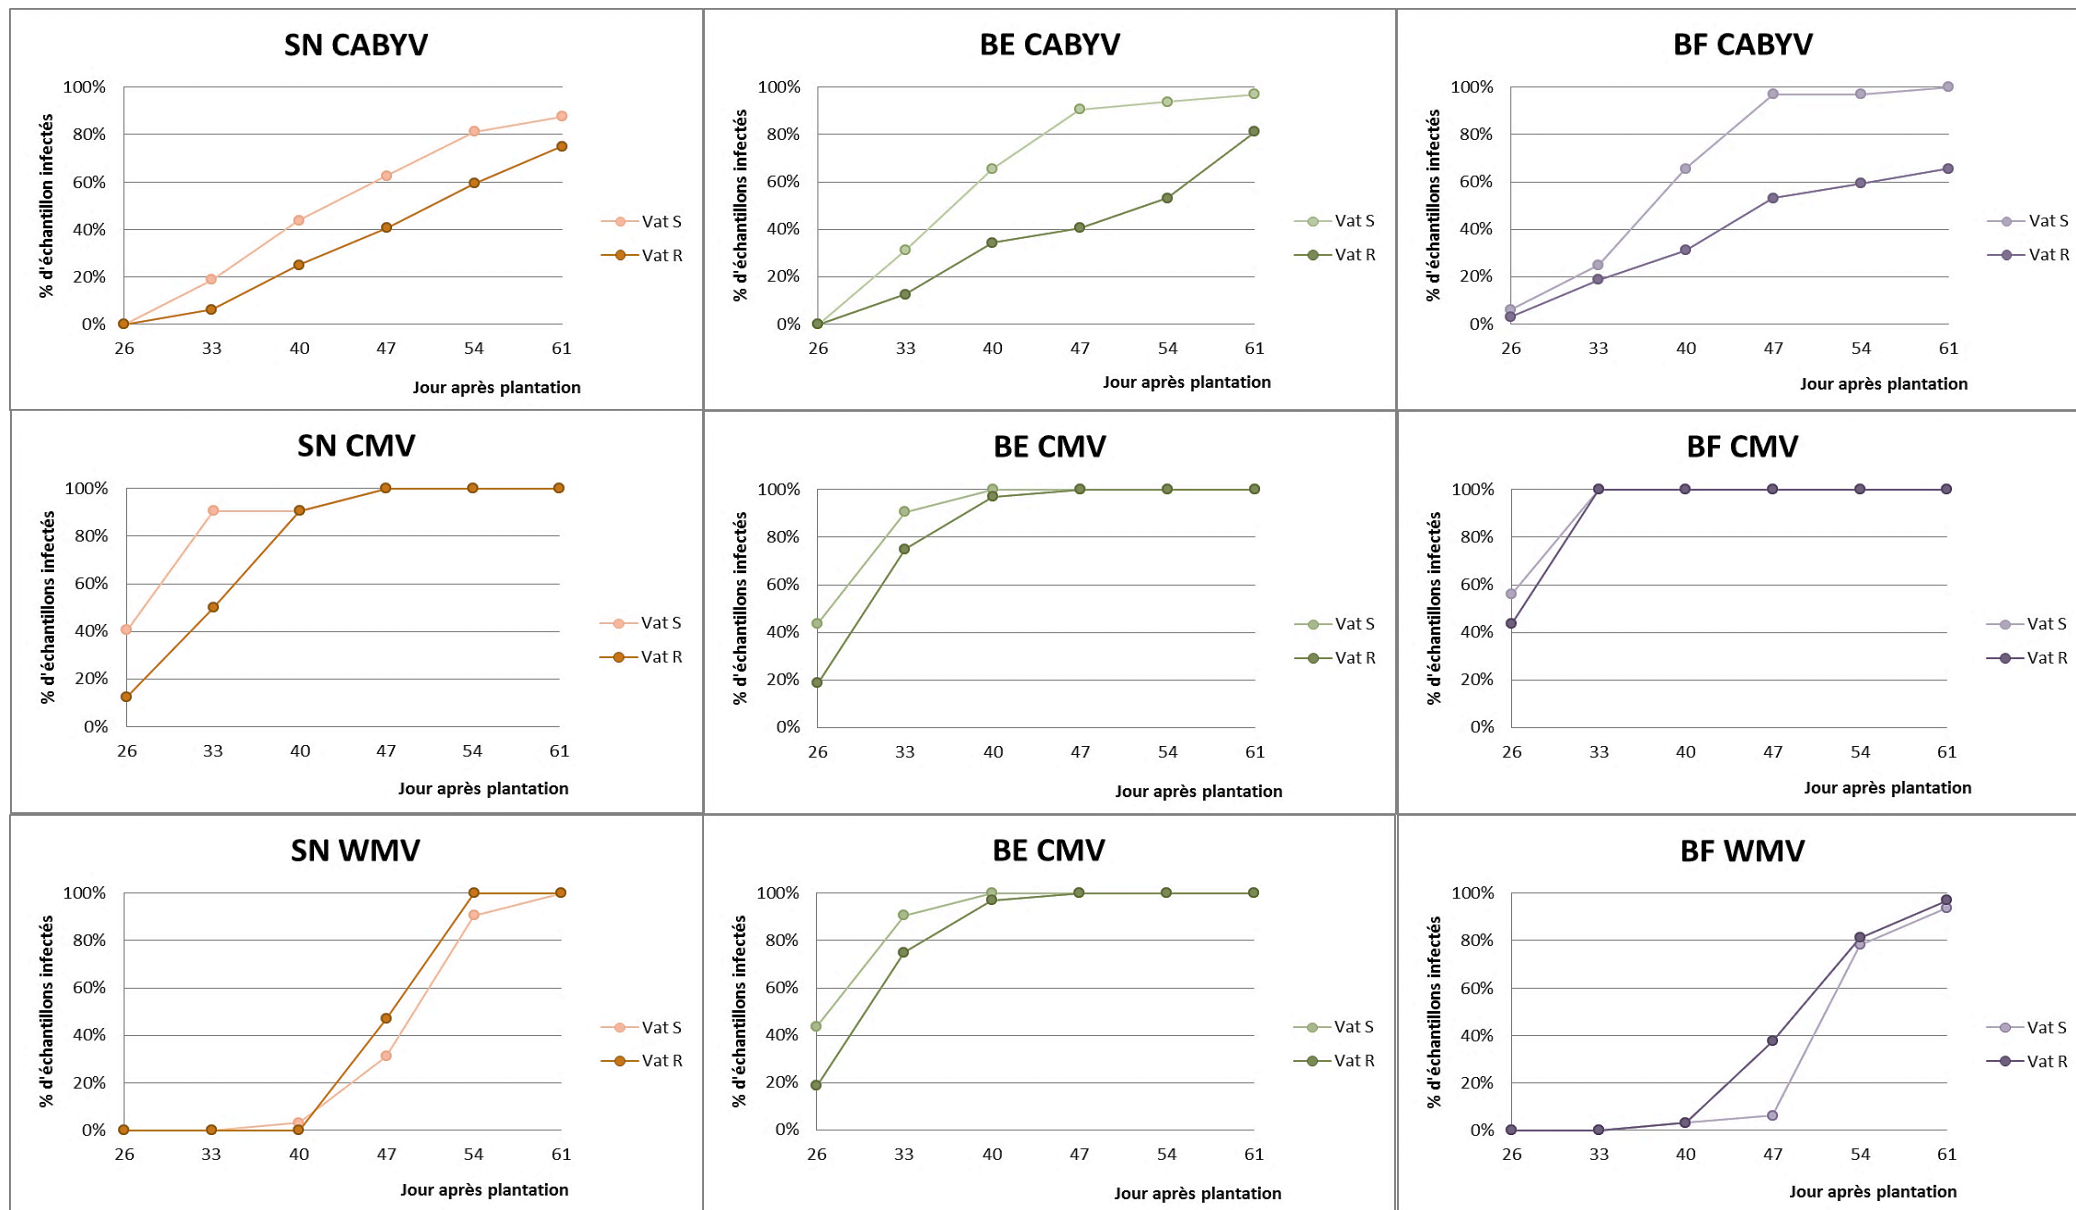 SN CABYV
% d'échantillon infectés
100%
80%
60%
40%
20%
0%
26 33 40 47 54 61
Jour après plantation
Vat S
Vat R
BE CABYV
% d'échantillons infectés
100%
80%
60%
40%
20%
0%
26 33 40 47 54 61
Jour après plantation
Vat S
Vat R
BF CABYV
% d'échantillons infectés
100%
80%
60%
40%
20%
0%
26 33 40 47 54 61
Jour après plantation
Vat S
Vat R
SN CMV
% d'échantillons infectés
100%
80%
60%
40%
20%
0%
26 33 40 47 54 61
Jour après plantation
Vat S
Vat R
BE CMV
% d'échantillons infectés
100%
80%
60%
40%
20%
0%
26 33 40 47 54 61
Jour après plantation
Vat S
Vat R
BF CMV
% d'échantillons infectés
100%
80%
60%
40%
20%
0%
26 33 40 47 54 61
Jour après plantation
Vat S
Vat R
SN WMV
% d'échantillons infectés
100%
80%
60%
40%
20%
0%
26 33 40 47 54 61
Jour après plantation
Vat S
Vat R
BE CMV
% d'échantillons infectés
100%
80%
60%
40%
20%
0%
26 33 40 47 54 61
Jour après plantation
Vat S
Vat R
BF WMV
% d'échantillons infectés
100%
80%
60%
40%
20%
0%
26 33 40 47 54 61
Jour après plantation
Vat S
Vat R